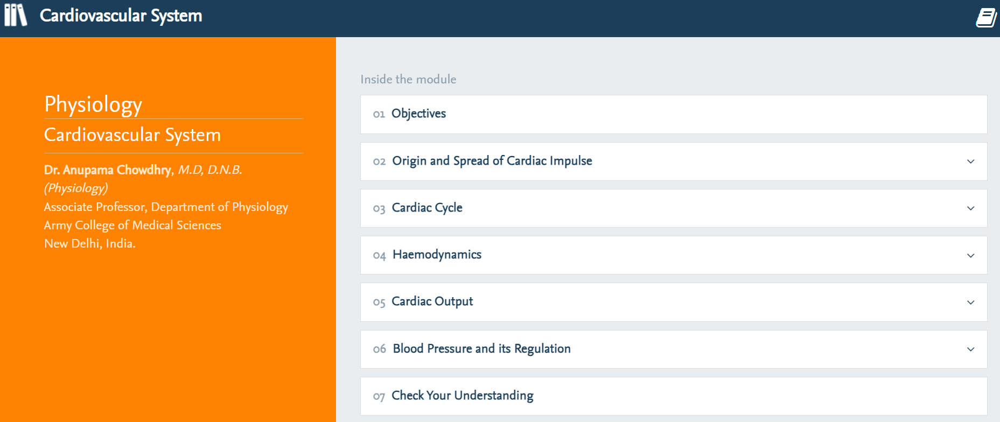 Cardiovascular System
Physiology
Cardiovascular System
Dr. Anupama Chowdhry, M.D, D.N.B.
(Physiology)
Associate Professor, Department of Physiology
Army College of Medical Sciences
New Delhi, India.
Inside the module
01 Objectives
02 Origin and Spread of Cardiac Impulse
03 Cardiac Cycle
04 Haemodynamics
05 Cardiac Output
06 Blood Pressure and its Regulation
07 Check Your Understanding